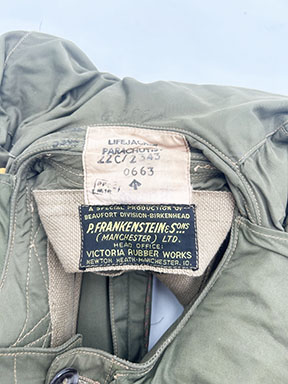 LIFEJACKET
PARACHUTIST
22C/2343
0663
A SPECIAL PRODUCTION OF
BEAUFORT DIVISION-BIRKENHEAD
P. FRANKENSTEIN & SONS
(MANCHESTER) LTD.
HEAD OFFICE:
VICTORIA RUBBER WORKS
NEWTON HEATH-MANCHESTER. 10.